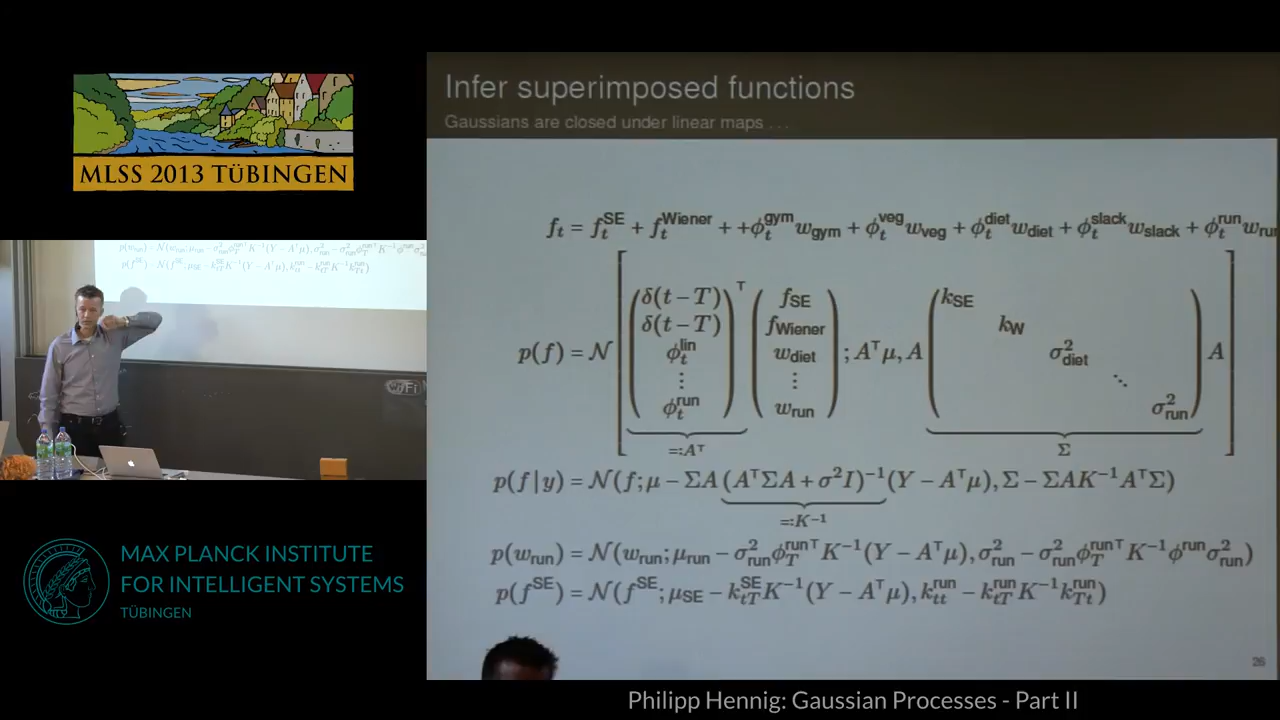 Infer superimposed functions
Gaussians are closed under linear maps . . .
MLSS 2013 TÜBINGEN
f_t = f_t^SE + f_t^Wiener + +ϕ_t^gym w_gym + ϕ_t^veg w_veg + ϕ_t^diet w_diet + ϕ_t^slack w_slack + ϕ_t^run w_run
p(f) = N [ ( δ(t − T) δ(t − T) ϕ_t^lin ⋮ ϕ_t^run )^⊤ ( f_SE f_Wiener w_diet ⋮ w_run ) ; A^⊤μ, A ( k_SE k_W σ²_diet ⋱ σ²_run ) A ]
=:A^⊤ Σ
p(f | y) = N(f; μ − ΣA (A^⊤ΣA + σ²I)^−1 (Y − A^⊤μ), Σ − ΣAK^−1A^⊤Σ)
=:K^−1
p(w_run) = N(w_run; μ_run − σ²_run ϕ_T^run⊤ K^−1(Y − A^⊤μ), σ²_run − σ²_run ϕ_T^run⊤ K^−1 ϕ^run σ²_run)
p(f^SE) = N(f^SE; μ_SE − k_tT^SE K^−1(Y − A^⊤μ), k_tt^run − k_tT^run K^−1 k_Tt^run)
26
WiFi
MAX PLANCK INSTITUTE
FOR INTELLIGENT SYSTEMS
TÜBINGEN
Philipp Hennig: Gaussian Processes - Part II